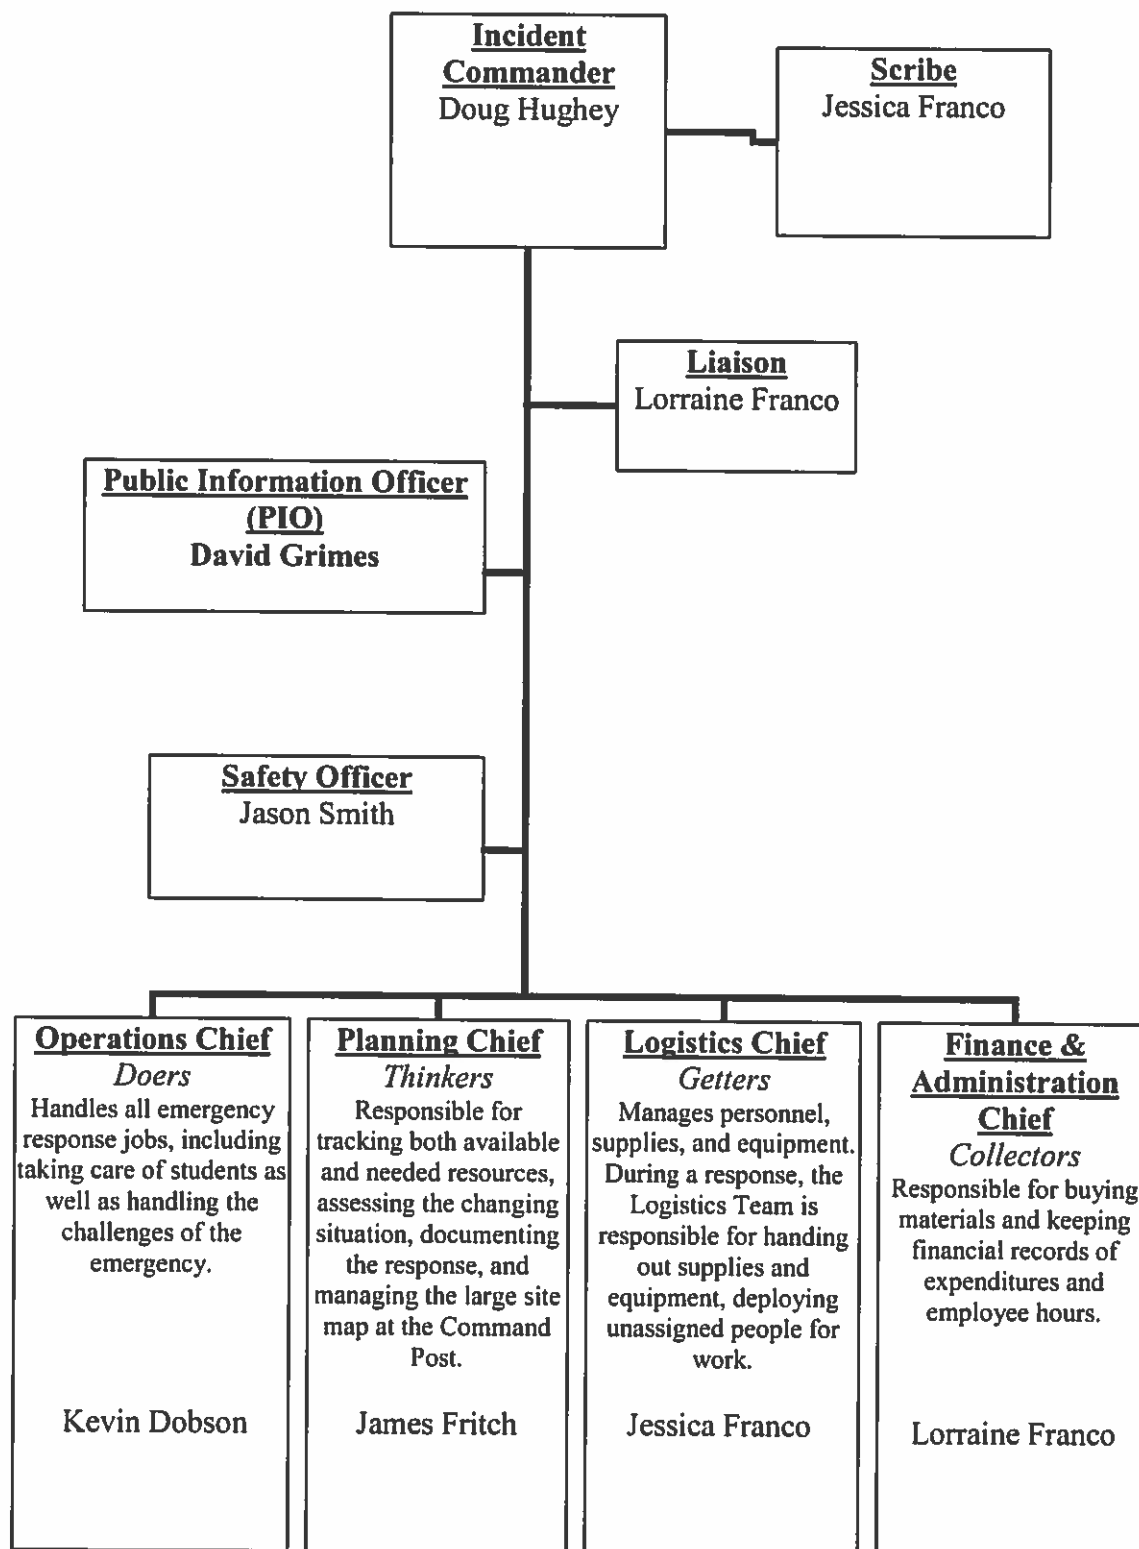 Incident
Commander
Doug Hughey
Scribe
Jessica Franco
Liaison
Lorraine Franco
Public Information Officer
(PIO)
David Grimes
Safety Officer
Jason Smith
Operations Chief
Doers
Handles all emergency
response jobs, including
taking care of students as
well as handling the
challenges of the
emergency.
Kevin Dobson
Planning Chief
Thinkers
Responsible for
tracking both available
and needed resources,
assessing the changing
situation, documenting
the response, and
managing the large site
map at the Command
Post.
James Fritch
Logistics Chief
Getters
Manages personnel,
supplies, and equipment.
During a response, the
Logistics Team is
responsible for handing
out supplies and
equipment, deploying
unassigned people for
work.
Jessica Franco
Finance &
Administration
Chief
Collectors
Responsible for buying
materials and keeping
financial records of
expenditures and
employee hours.
Lorraine Franco